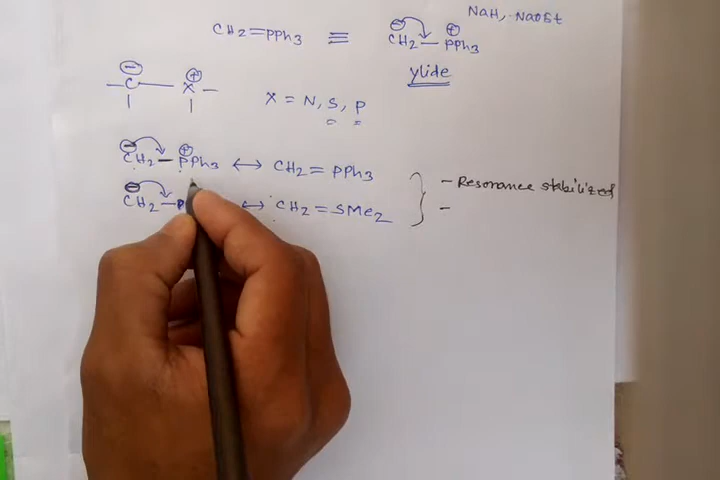 NaH, NaOEt
CH2=PPh3 ≡ ⊖CH2—⊕PPh3
ylide
—C⊖—X⊕—
X = N, S, P
⊖CH2—⊕PPh3 ↔ CH2=PPh3
- Resonance stabilized
⊖CH2— ↔ CH2=SMe2
-